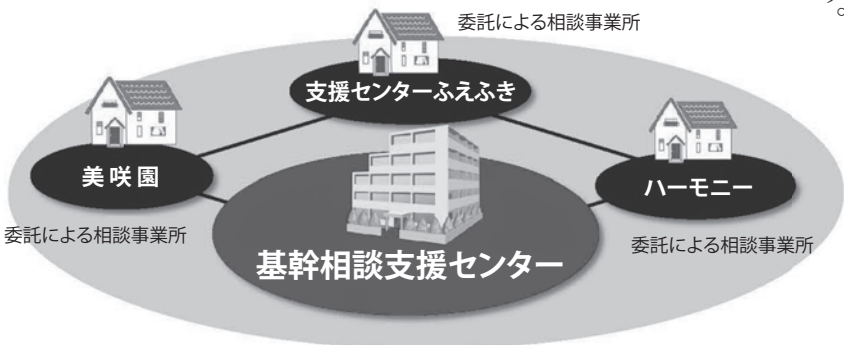 委託による相談事業所
支援センターふえふき
美咲園
ハーモニー
委託による相談事業所
委託による相談事業所
基幹相談支援センター